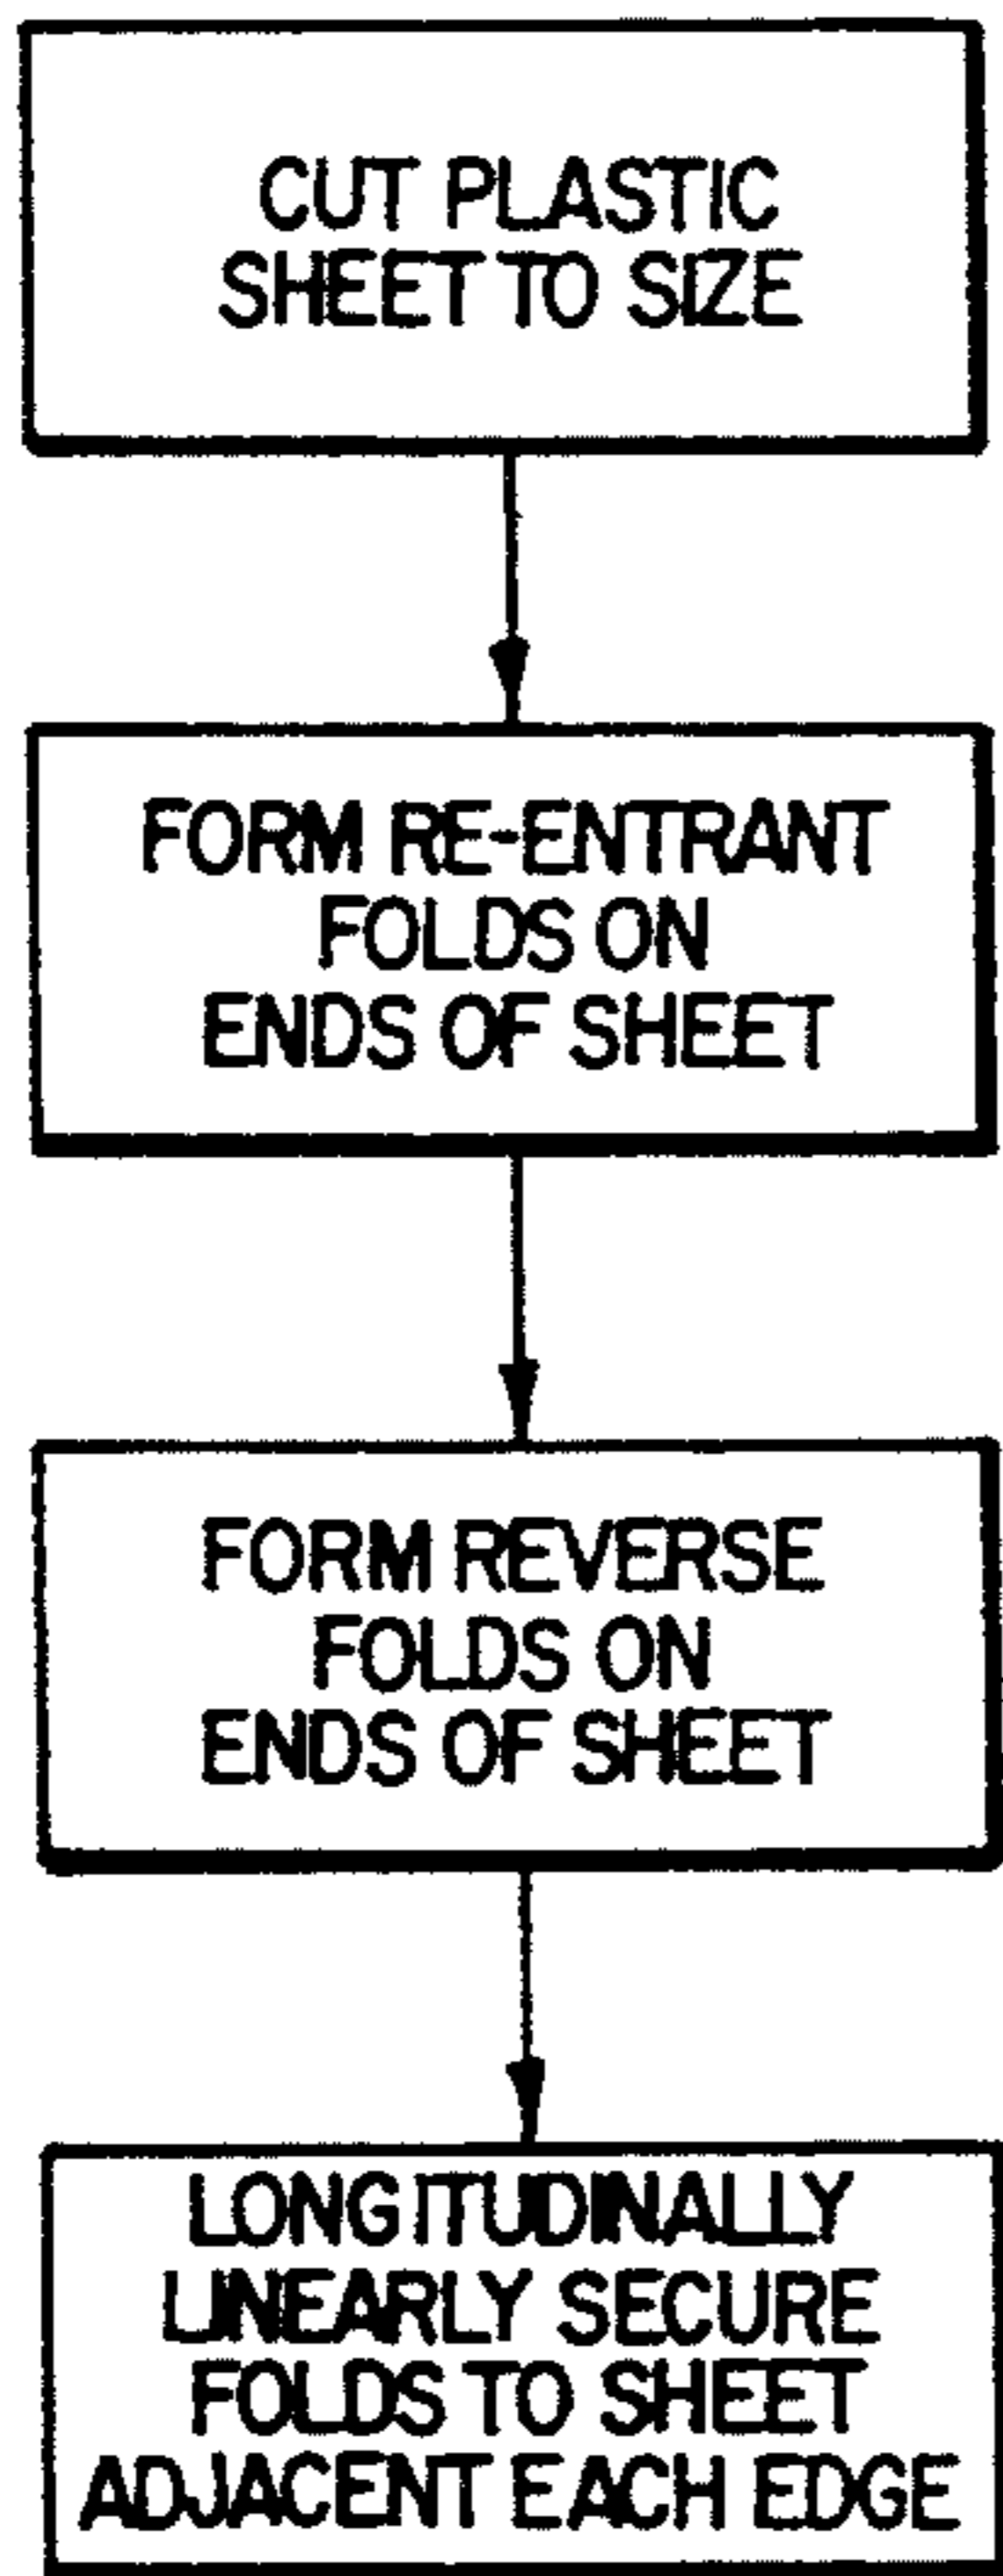 CUT PLASTIC
SHEET TO SIZE
FORM RE-ENTRANT
FOLDS ON
ENDS OF SHEET
FORM REVERSE
FOLDS ON
ENDS OF SHEET
LONGITUDINALLY
LINEARLY SECURE
FOLDS TO SHEET
ADJACENT EACH EDGE